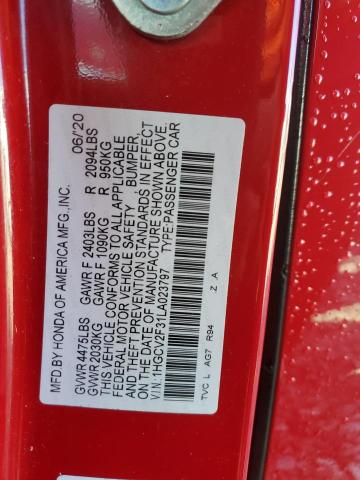 MFD.BY HONDA OF AMERICA MFG.,INC. 06/20
GVWR 4475LBS GAWR F 2403LBS R 2094LBS
GVWR 2030KG GAWR F 1090KG R 950KG
THIS VEHICLE CONFORMS TO ALL APPLICABLE
FEDERAL MOTOR VEHICLE SAFETY, BUMPER,
AND THEFT PREVENTION STANDARDS IN EFFECT
ON THE DATE OF MANUFACTURE SHOWN ABOVE.
VIN:1HGCV2F31LA023797 TYPE:PASSENGER CAR
TVC L AG7 R94 Z A